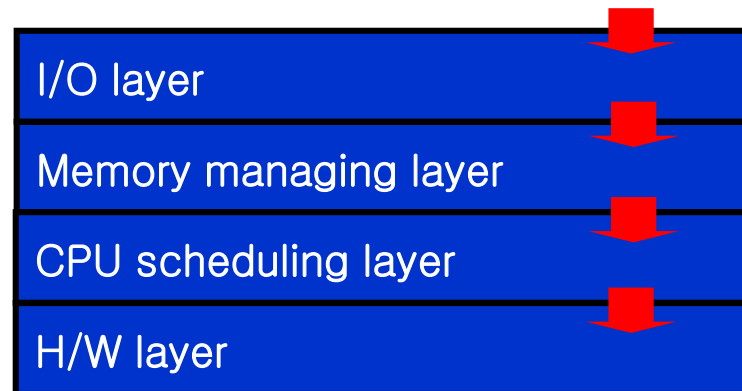 I/O layer
Memory managing layer
CPU scheduling layer
H/W layer